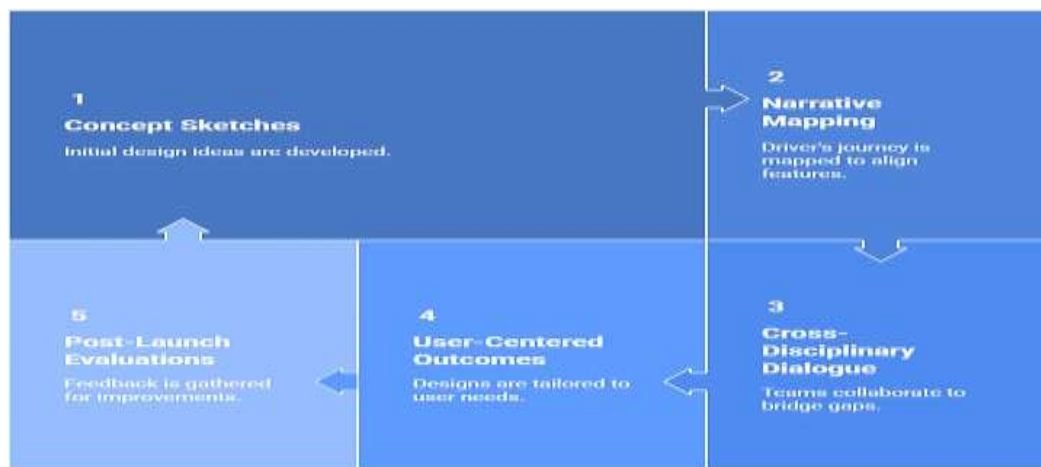 1
Concept Sketches
Initial design ideas are developed.
2
Narrative
Mapping
Driver's journey is
mapped to align
features.
3
Cross-
Disciplinary
Dialogue
Teams collaborate to
bridge gaps.
4
User-Centered
Outcomes
Designs are tailored to
user needs.
5
Post-Launch
Evaluations
Feedback is gathered
for improvements.